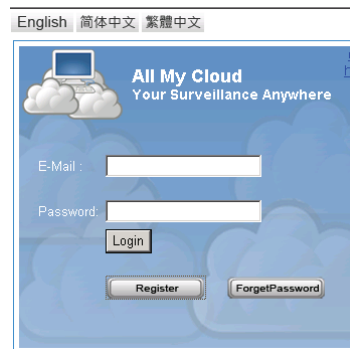 English 简体中文 繁體中文
All My Cloud
Your Surveillance Anywhere
E-Mail :
Password:
Login
Register ForgetPassword